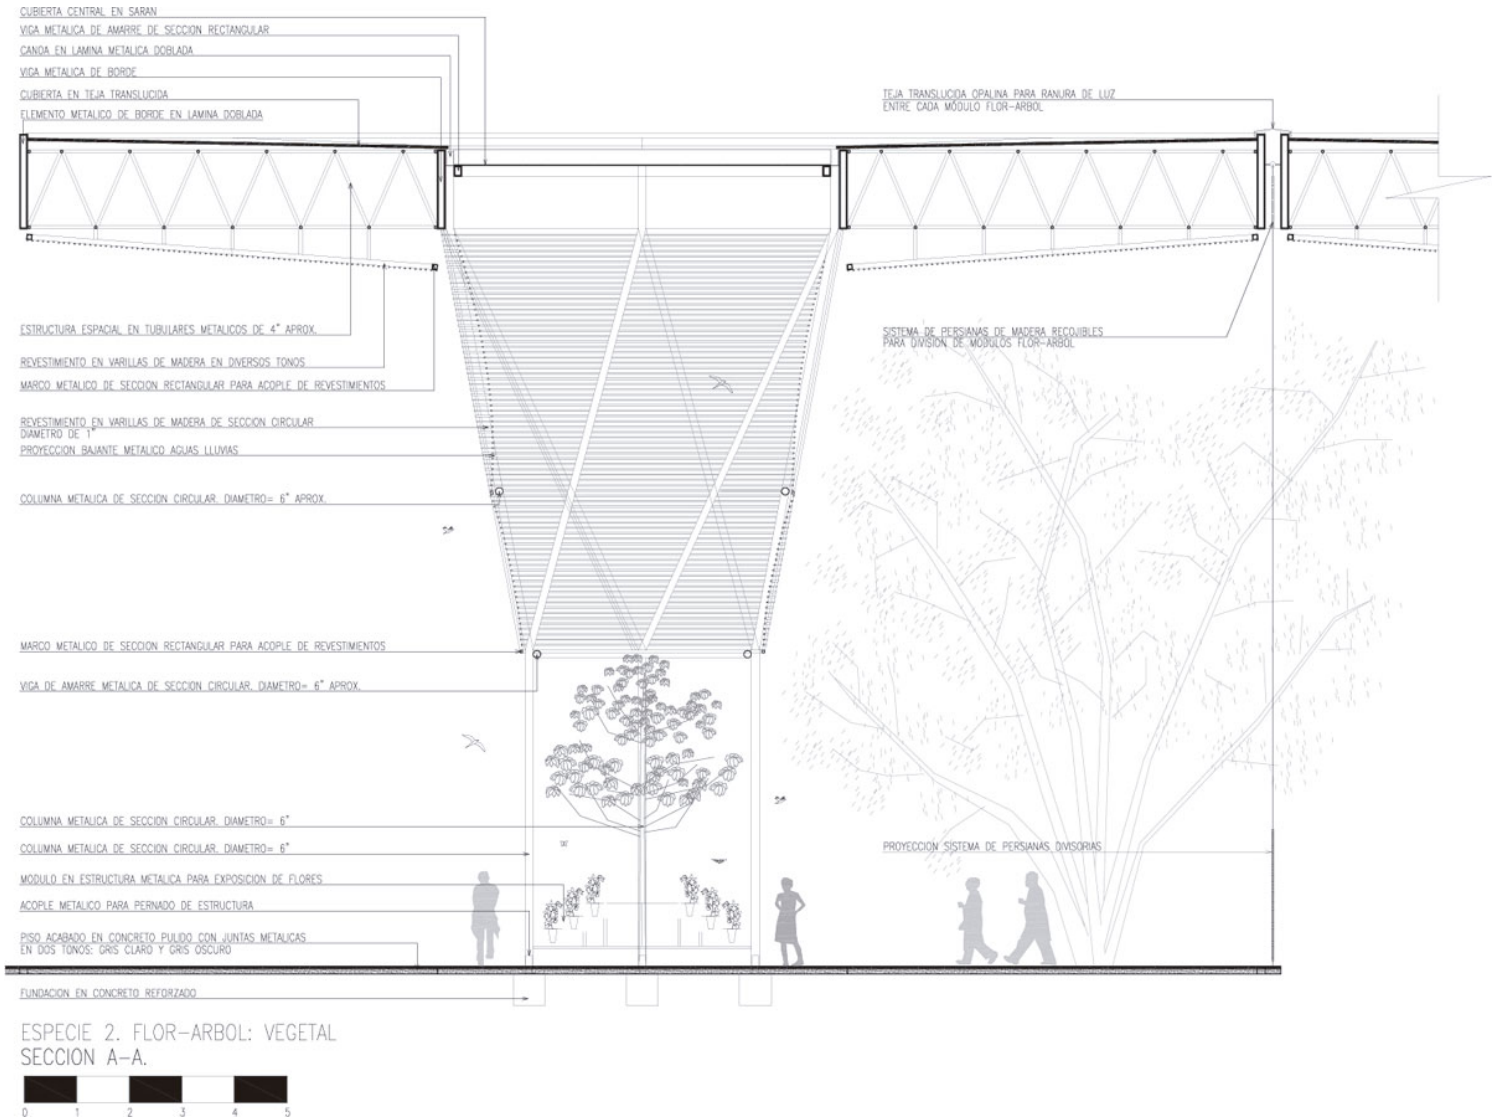 CUBIERTA CENTRAL EN SARAN
VIGA METALICA DE AMARRE DE SECCION RECTANGULAR
CANOA EN LAMINA METALICA DOBLADA
VIGA METALICA DE BORDE
CUBIERTA EN TEJA TRANSLUCIDA
ELEMENTO METALICO DE BORDE EN LAMINA DOBLADA
TEJA TRANSLUCIDA OPALINA PARA RANURA DE LUZ
ENTRE CADA MÓDULO FLOR-ARBOL
ESTRUCTURA ESPACIAL EN TUBULARES METALICOS DE 4" APROX.
REVESTIMIENTO EN VARILLAS DE MADERA EN DIVERSOS TONOS
MARCO METALICO DE SECCION RECTANGULAR PARA ACOPLE DE REVESTIMIENTOS
SISTEMA DE PERSIANAS DE MADERA RECOJIBLES
PARA DIVISION DE MODULOS FLOR-ARBOL
REVESTIMIENTO EN VARILLAS DE MADERA DE SECCION CIRCULAR
DIAMETRO DE 1"
PROYECCION BAJANTE METALICO AGUAS LLUVIAS
COLUMNA METALICA DE SECCION CIRCULAR. DIAMETRO= 6" APROX.
MARCO METALICO DE SECCION RECTANGULAR PARA ACOPLE DE REVESTIMIENTOS
VIGA DE AMARRE METALICA DE SECCION CIRCULAR. DIAMETRO= 6" APROX.
COLUMNA METALICA DE SECCION CIRCULAR. DIAMETRO= 6"
COLUMNA METALICA DE SECCION CIRCULAR. DIAMETRO= 6"
PROYECCION SISTEMA DE PERSIANAS DIVISORIAS
MODULO EN ESTRUCTURA METALICA PARA EXPOSICION DE FLORES
ACOPLE METALICO PARA PERNADO DE ESTRUCTURA
PISO ACABADO EN CONCRETO PULIDO CON JUNTAS METALICAS
EN DOS TONOS: GRIS CLARO Y GRIS OSCURO
FUNDACION EN CONCRETO REFORZADO
ESPECIE 2. FLOR-ARBOL: VEGETAL
SECCION A-A.
0 1 2 3 4 5